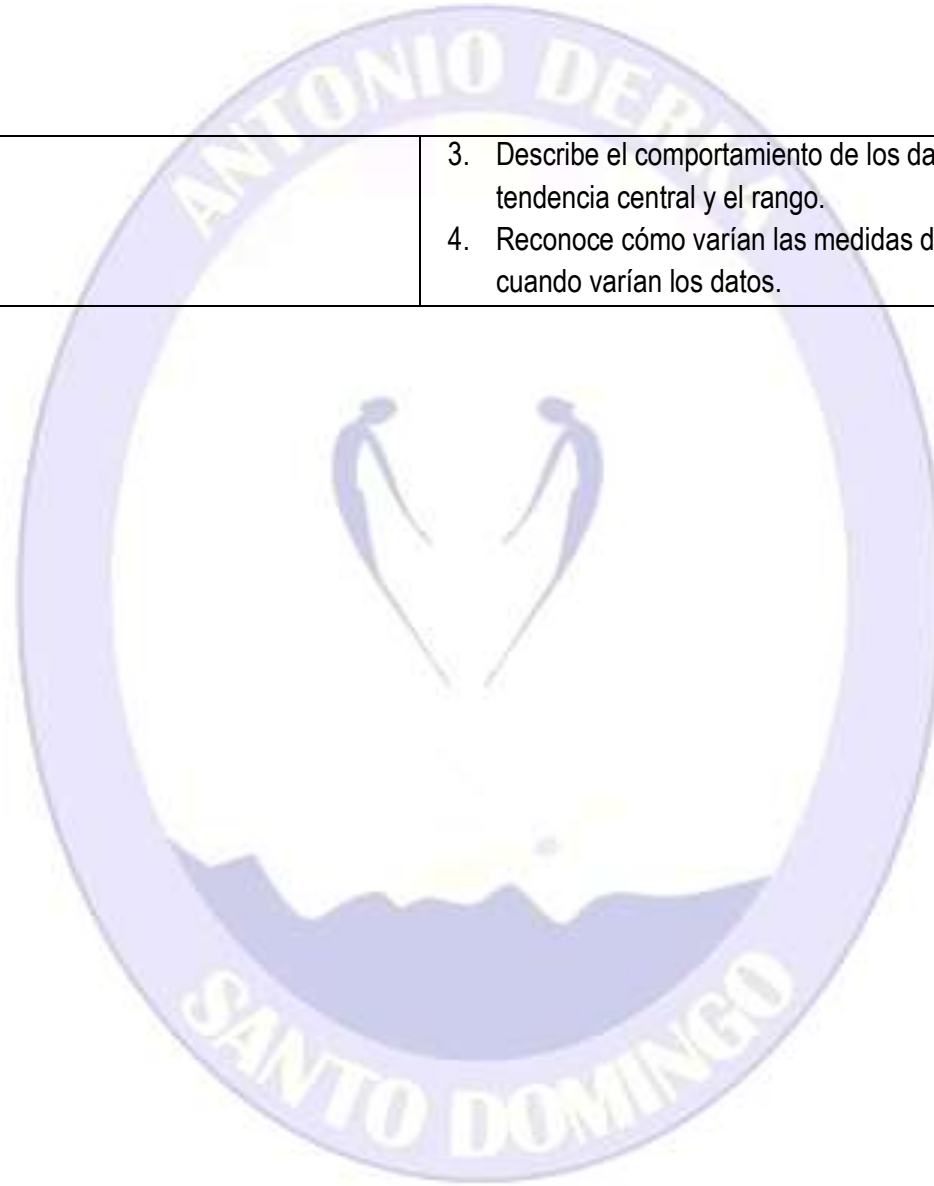 ANTONIO DERKA
3. Describe el comportamiento de los da
tendencia central y el rango.
4. Reconoce cómo varían las medidas d
cuando varían los datos.
SANTO DOMINGO